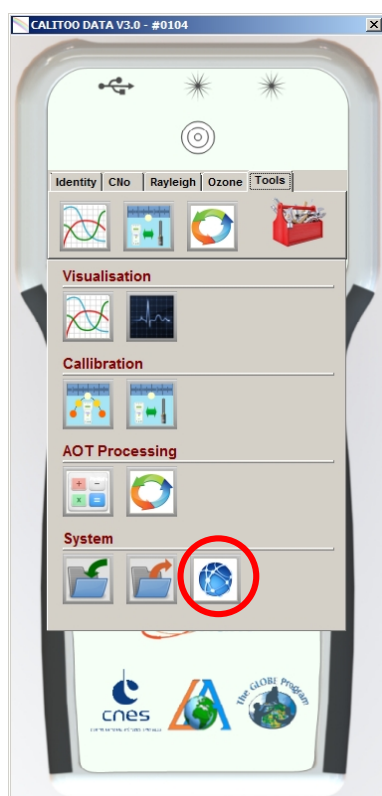 CALITOO DATA V3.0 - #0104
Identity CNo Rayleigh Ozone Tools
Visualisation
Callibration
AOT Processing
System
cnes
The GLOBE Program